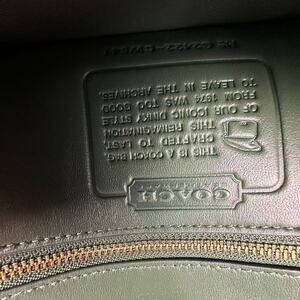 COACH
THIS IS A COACH BAG
CRAFTED TO LAST.
THIS REIMAGINATION
OF OUR ICONIC DINKY STYLE
FROM 1974 WAS TOO GOOD
TO LEAVE IN THE ARCHIVES.